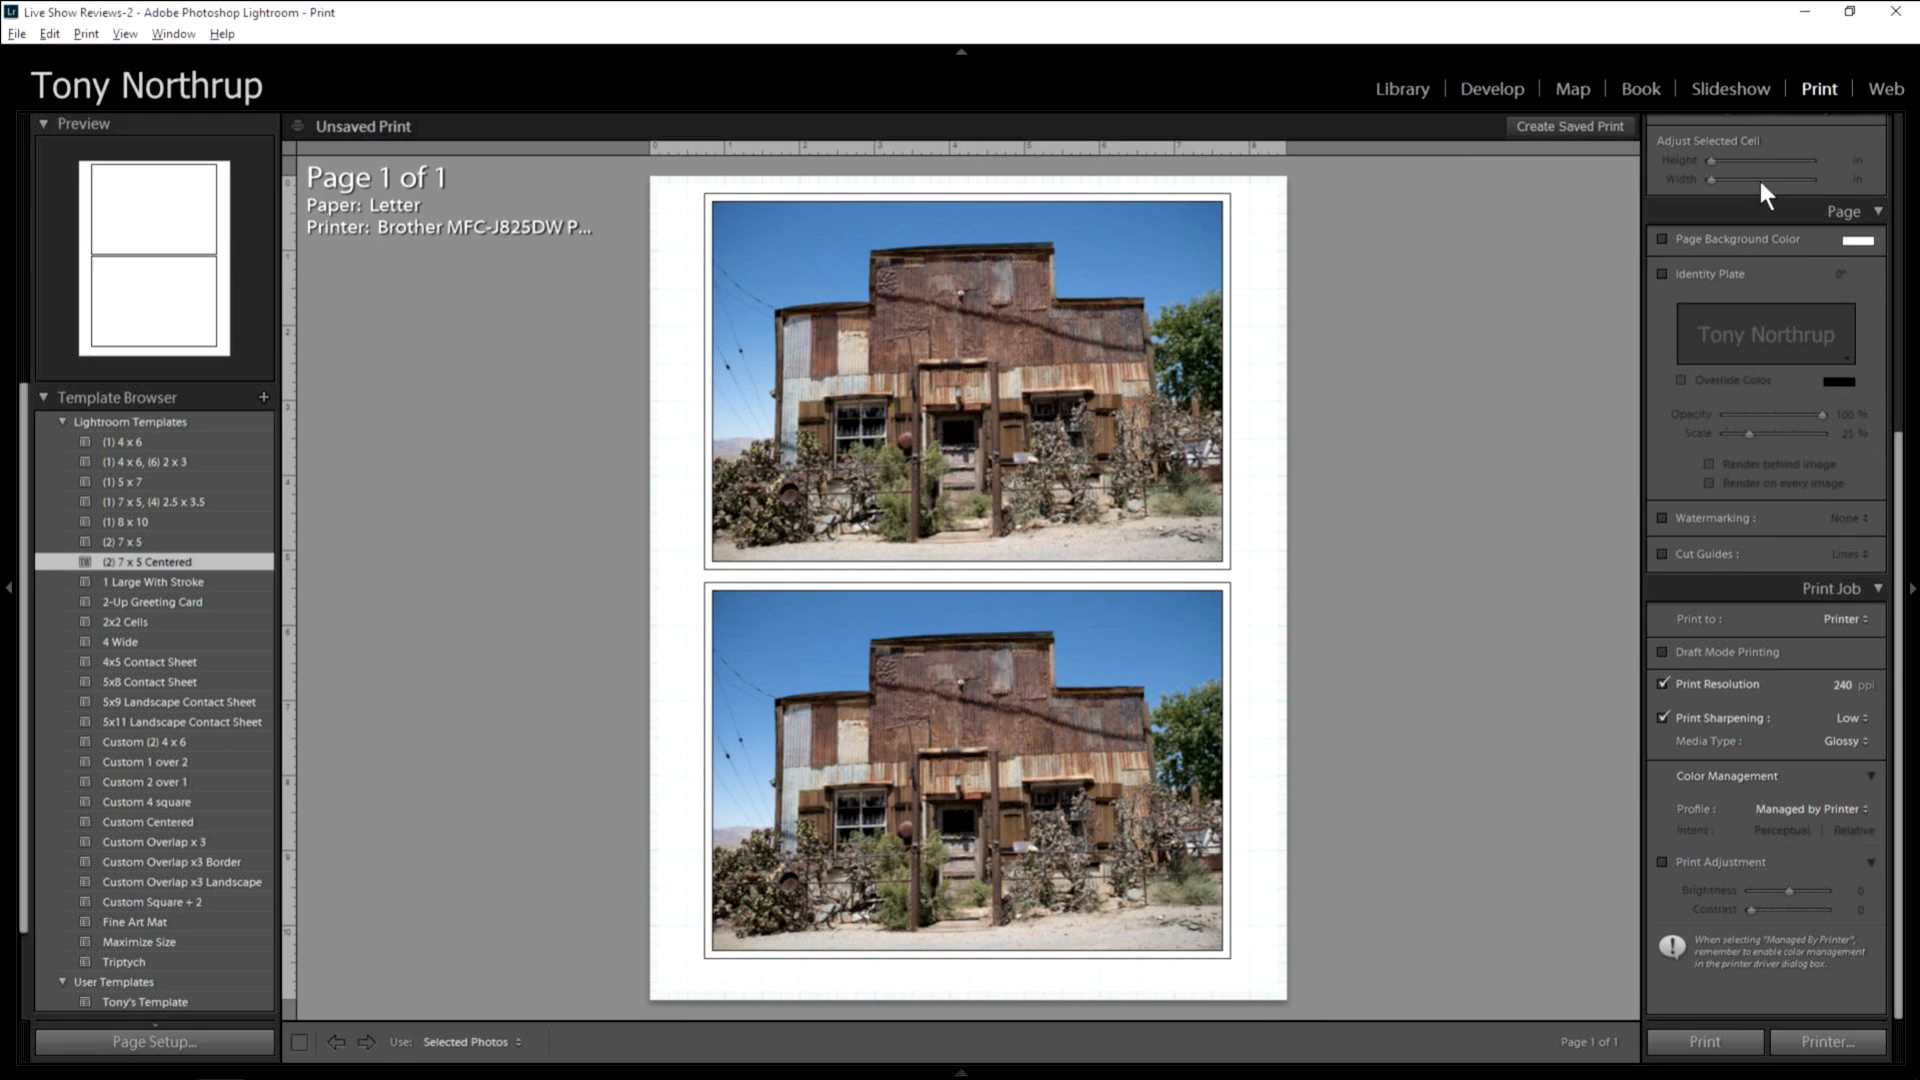 Live Show Reviews-2 - Adobe Photoshop Lightroom - Print
File Edit Print View Window Help
Tony Northrup
Library Develop Map Book Slideshow Print Web
Preview
Unsaved Print
Create Saved Print
Page 1 of 1
Paper: Letter
Printer: Brother MFC-J825DW P...
Template Browser +
Lightroom Templates
(1) 4 x 6
(1) 4 x 6, (6) 2 x 3
(1) 5 x 7
(1) 7 x 5, (4) 2.5 x 3.5
(1) 8 x 10
(2) 7 x 5
(2) 7 x 5 Centered
1 Large With Stroke
2-Up Greeting Card
2x2 Cells
4 Wide
4x5 Contact Sheet
5x8 Contact Sheet
5x9 Landscape Contact Sheet
5x11 Landscape Contact Sheet
Custom (2) 4 x 6
Custom 1 over 2
Custom 2 over 1
Custom 4 square
Custom Centered
Custom Overlap x 3
Custom Overlap x3 Border
Custom Overlap x3 Landscape
Custom Square + 2
Fine Art Mat
Maximize Size
Triptych
User Templates
Tony's Template
Page Setup...
Use: Selected Photos
Page 1 of 1
Adjust Selected Cell
Height in
Width in
Page
Page Background Color
Identity Plate 0°
Tony Northrup
Override Color
Opacity 100 %
Scale 25 %
Render behind image
Render on every image
Watermarking : None
Cut Guides : Lines
Print Job
Print to : Printer
Draft Mode Printing
Print Resolution 240 ppi
Print Sharpening : Low
Media Type : Glossy
Color Management
Profile : Managed by Printer
Intent : Perceptual Relative
Print Adjustment
Brightness 0
Contrast 0
When selecting "Managed By Printer",
remember to enable color management
in the printer driver dialog box.
Print Printer...